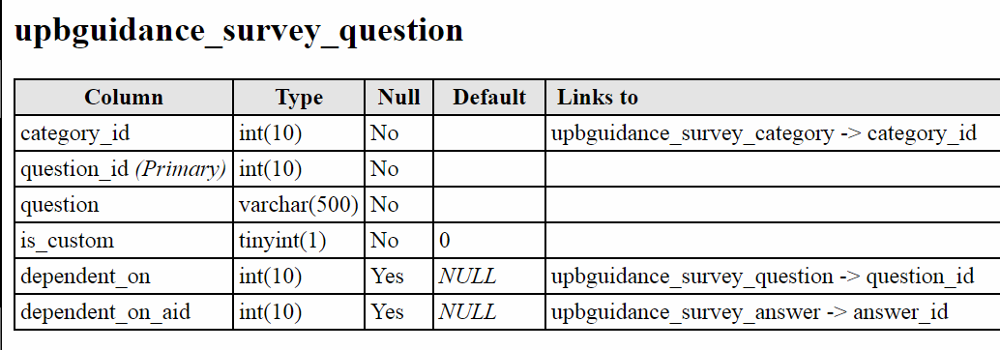 upbguidance_survey_question
Column Type Null Default Links to
category_id int(10) No upbguidance_survey_category -> category_id
question_id (Primary) int(10) No
question varchar(500) No
is_custom tinyint(1) No 0
dependent_on int(10) Yes NULL upbguidance_survey_question -> question_id
dependent_on_aid int(10) Yes NULL upbguidance_survey_answer -> answer_id